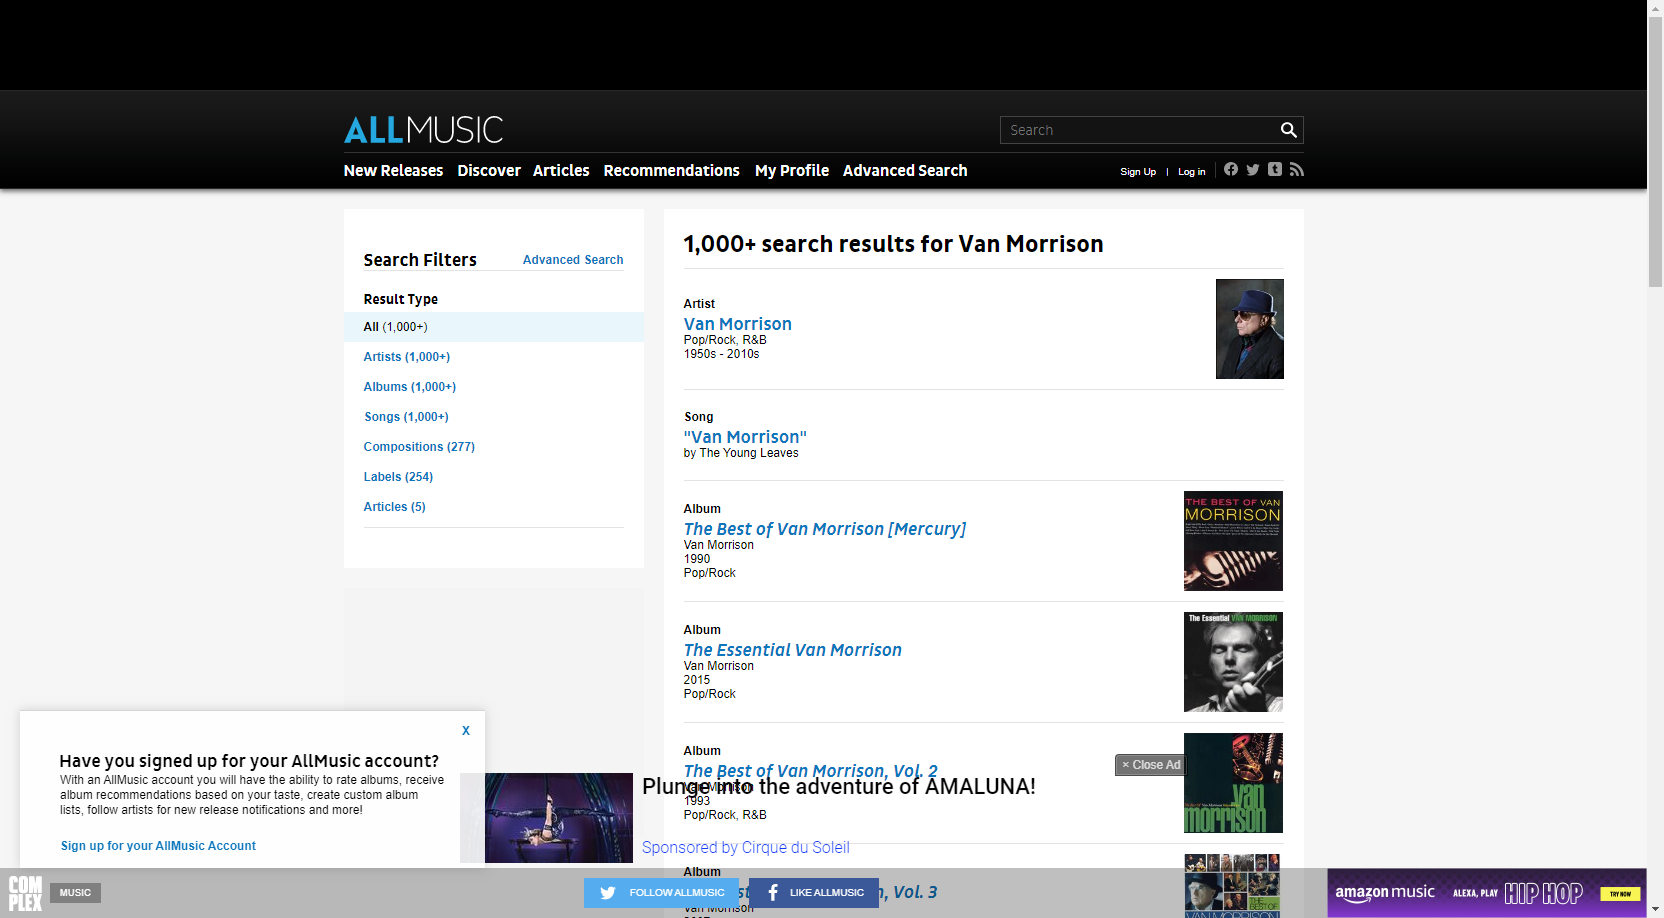 ALLMUSIC
Search
New Releases Discover Articles Recommendations My Profile Advanced Search
Sign Up | Log in
Search Filters
Advanced Search
Result Type
All (1,000+)
Artists (1,000+)
Albums (1,000+)
Songs (1,000+)
Compositions (277)
Labels (254)
Articles (5)
1,000+ search results for Van Morrison
Artist
Van Morrison
Pop/Rock, R&B
1950s - 2010s
Song
"Van Morrison"
by The Young Leaves
Album
The Best of Van Morrison [Mercury]
Van Morrison
1990
Pop/Rock
THE BEST OF VAN
MORRISON
Album
The Essential Van Morrison
Van Morrison
2015
Pop/Rock
The Essential VAN MORRISON
Album
The Best of Van Morrison, Vol. 2
Van Morrison
1993
Pop/Rock, R&B
van
morrison
× Close Ad
Plunge into the adventure of AMALUNA!
Sponsored by Cirque du Soleil
Album
n, Vol. 3
Van Morrison
THE BEST OF
VAN MORRISON
X
Have you signed up for your AllMusic account?
With an AllMusic account you will have the ability to rate albums, receive
album recommendations based on your taste, create custom album
lists, follow artists for new release notifications and more!
Sign up for your AllMusic Account
COM
PLEX
MUSIC
FOLLOW ALLMUSIC
LIKE ALLMUSIC
amazon music ALEXA, PLAY HIP HOP TRY NOW